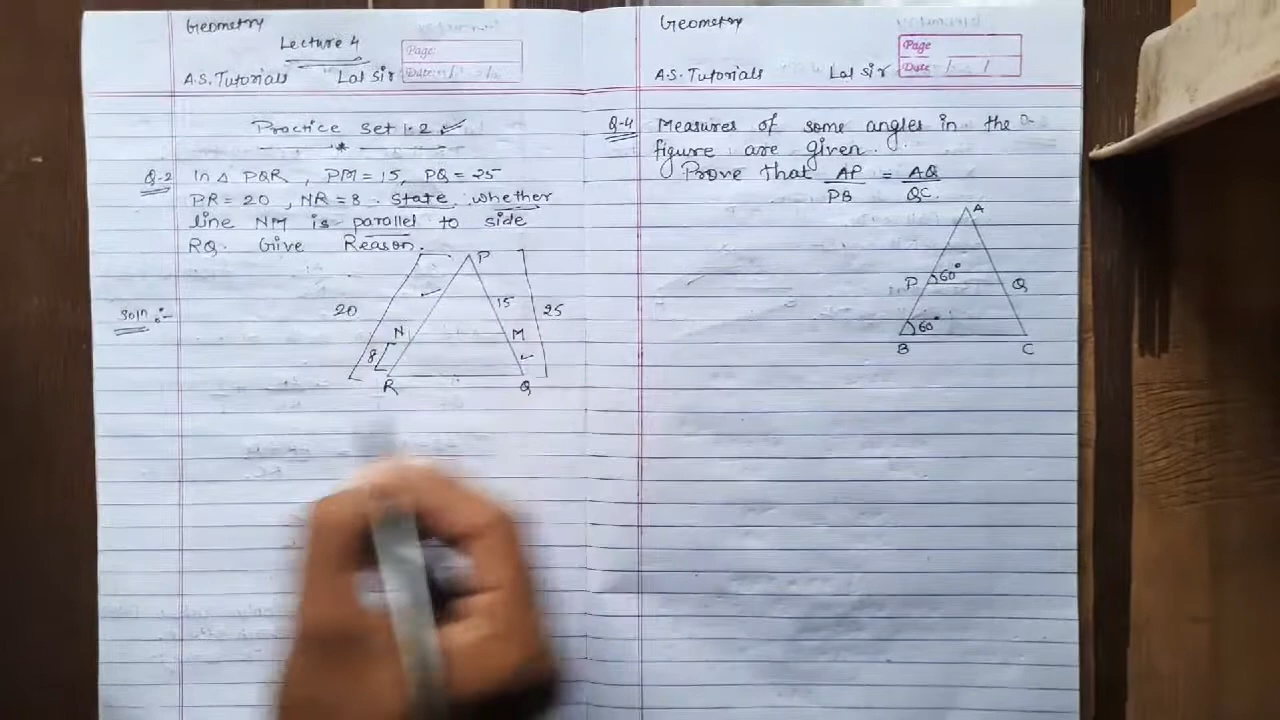 Geometry
Lecture 4
Page:
Date: / /
A.S. Tutorials Lal sir
Practice set 1.2
Q-2 In Δ PQR, PM = 15, PQ = 25
PR = 20, NR = 8. state whether
line NM is parallel to side
RQ. Give Reason.
P
20 15 25
N M
8
R Q
Soln :-
Geometry
Page
Date / /
A.S. Tutorials Lal sir
Q-4 Measures of some angles in the
figure are given.
Prove that AP/PB = AQ/QC.
A
P 60° Q
60°
B C